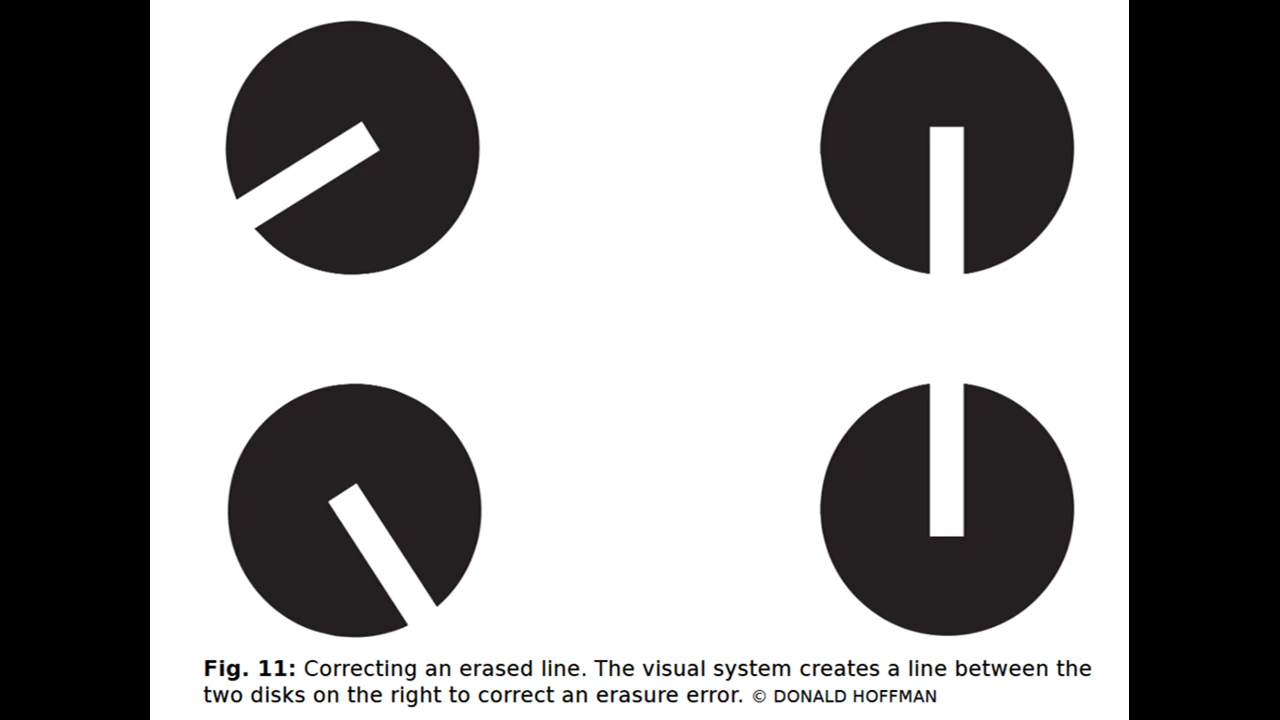 Fig. 11: Correcting an erased line. The visual system creates a line between the
two disks on the right to correct an erasure error. © DONALD HOFFMAN